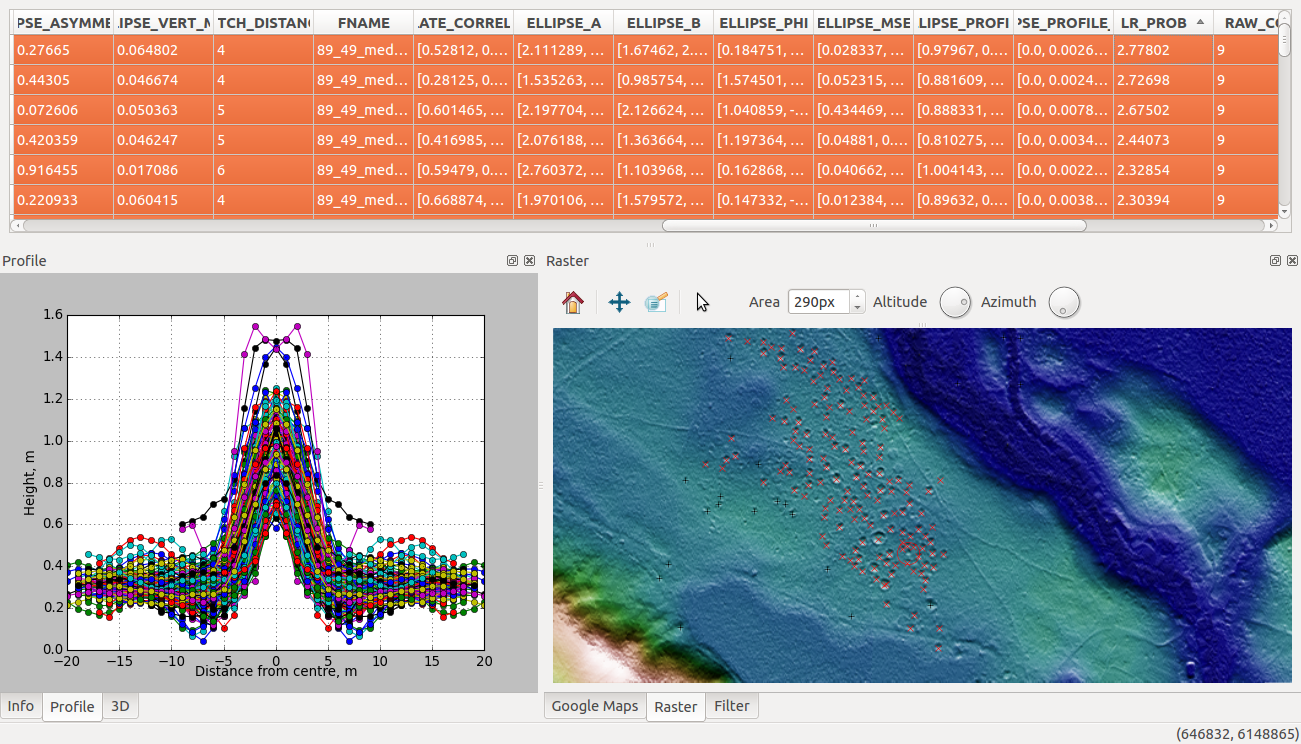 PSE_ASYMME .IPSE_VERT_N TCH_DISTANC FNAME .ATE_CORREL ELLIPSE_A ELLIPSE_B ELLIPSE_PHI ELLIPSE_MSE LIPSE_PROFI PSE_PROFILE_ LR_PROB RAW_CO
0.27665 0.064802 4 89_49_med... [0.52812, 0.... [2.111289, ... [1.67462, 2.... [0.184751, ... [0.028337, ... [0.97967, 0.... [0.0, 0.0026... 2.77802 9
0.44305 0.046674 4 89_49_med... [0.28125, 0.... [1.535263, ... [0.985754, ... [1.574501, ... [0.052315, ... [0.881609, ... [0.0, 0.0024... 2.72698 9
0.072606 0.050363 5 89_49_med... [0.601465, ... [2.197704, ... [2.126624, ... [1.040859, -... [0.434469, ... [0.888331, ... [0.0, 0.0078... 2.67502 9
0.420359 0.046247 5 89_49_med... [0.416985, ... [2.076188, ... [1.363664, ... [1.197364, ... [0.04881, 0.... [0.810275, ... [0.0, 0.0034... 2.44073 9
0.916455 0.017086 6 89_49_med... [0.59479, 0.... [2.760372, ... [1.103968, ... [0.162868, ... [0.040662, ... [1.004143, ... [0.0, 0.0022... 2.32854 9
0.220933 0.060415 4 89_49_med... [0.668874, ... [1.970106, ... [1.579572, ... [0.147332, -... [0.012384, ... [0.89632, 0.... [0.0, 0.0038... 2.30394 9
Profile
1.6
1.4
1.2
1.0
0.8
0.6
0.4
0.2
0.0
Height, m
−20 −15 −10 −5 0 5 10 15 20
Distance from centre, m
Info Profile 3D
Raster
Area 290px Altitude Azimuth
Google Maps Raster Filter
(646832, 6148865)